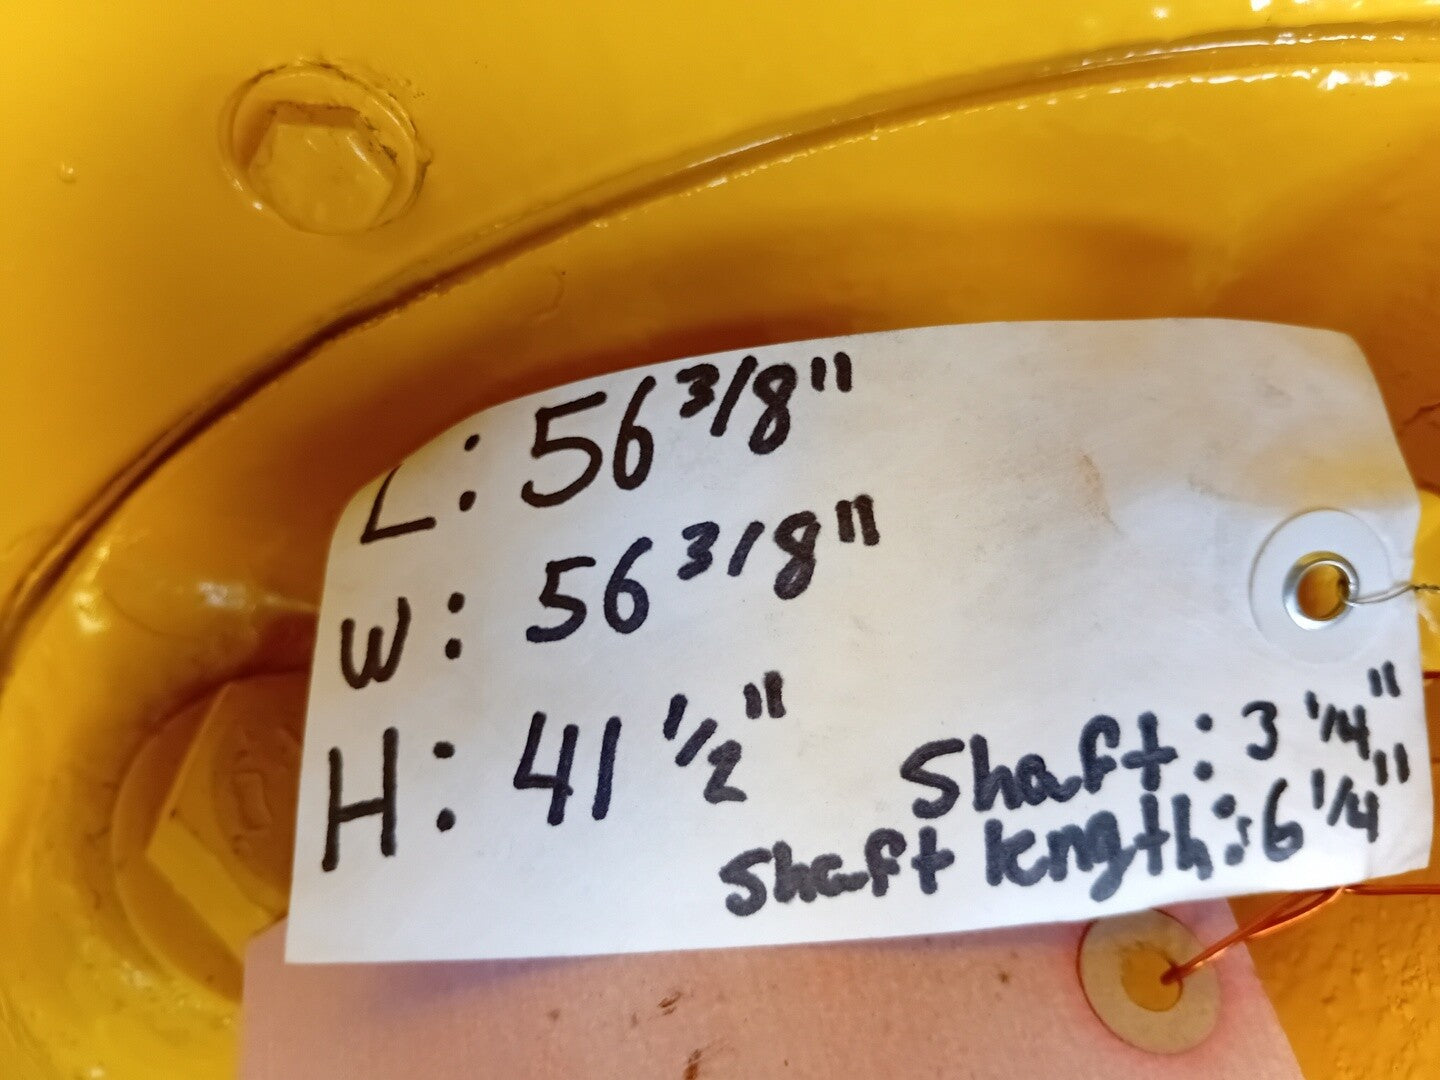 L: 56 3/8"
W: 56 3/8"
H: 41 1/2"
Shaft: 3 1/4"
Shaft length: 6 1/4"